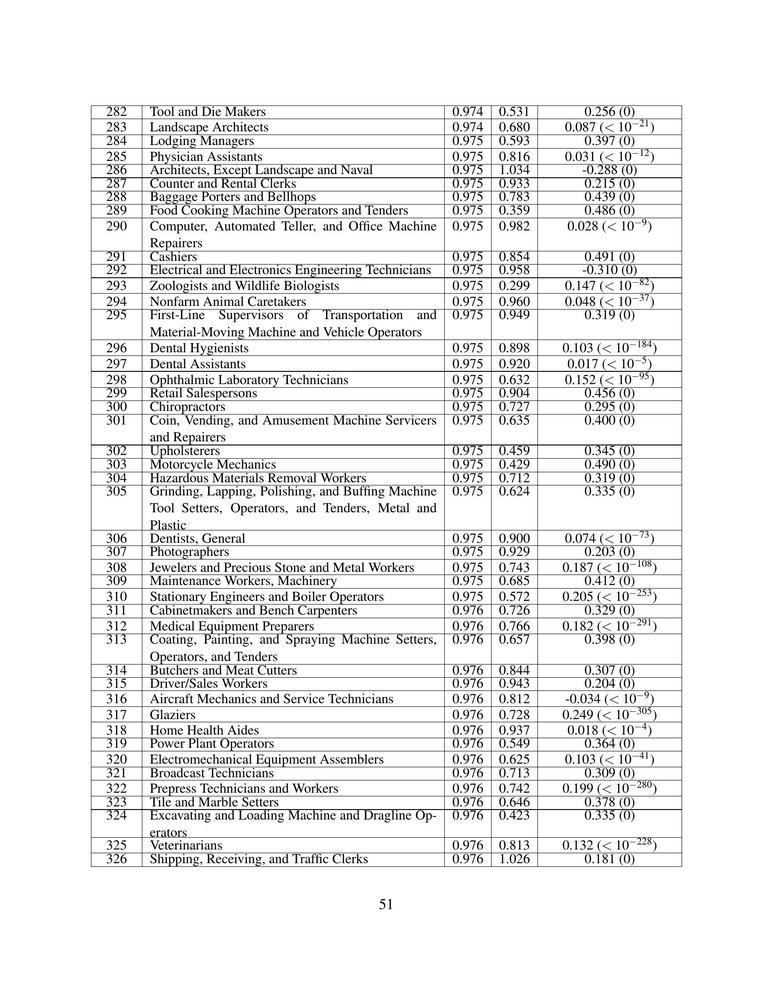 282 Tool and Die Makers 0.974 0.531 0.256 (0)
283 Landscape Architects 0.974 0.680 0.087 (< 10^−21)
284 Lodging Managers 0.975 0.593 0.397 (0)
285 Physician Assistants 0.975 0.816 0.031 (< 10^−12)
286 Architects, Except Landscape and Naval 0.975 1.034 -0.288 (0)
287 Counter and Rental Clerks 0.975 0.933 0.215 (0)
288 Baggage Porters and Bellhops 0.975 0.783 0.439 (0)
289 Food Cooking Machine Operators and Tenders 0.975 0.359 0.486 (0)
290 Computer, Automated Teller, and Office Machine 0.975 0.982 0.028 (< 10^−9)
Repairers
291 Cashiers 0.975 0.854 0.491 (0)
292 Electrical and Electronics Engineering Technicians 0.975 0.958 -0.310 (0)
293 Zoologists and Wildlife Biologists 0.975 0.299 0.147 (< 10^−82)
294 Nonfarm Animal Caretakers 0.975 0.960 0.048 (< 10^−37)
295 First-Line Supervisors of Transportation and 0.975 0.949 0.319 (0)
Material-Moving Machine and Vehicle Operators
296 Dental Hygienists 0.975 0.898 0.103 (< 10^−184)
297 Dental Assistants 0.975 0.920 0.017 (< 10^−5)
298 Ophthalmic Laboratory Technicians 0.975 0.632 0.152 (< 10^−95)
299 Retail Salespersons 0.975 0.904 0.456 (0)
300 Chiropractors 0.975 0.727 0.295 (0)
301 Coin, Vending, and Amusement Machine Servicers 0.975 0.635 0.400 (0)
and Repairers
302 Upholsterers 0.975 0.459 0.345 (0)
303 Motorcycle Mechanics 0.975 0.429 0.490 (0)
304 Hazardous Materials Removal Workers 0.975 0.712 0.319 (0)
305 Grinding, Lapping, Polishing, and Buffing Machine 0.975 0.624 0.335 (0)
Tool Setters, Operators, and Tenders, Metal and
Plastic
306 Dentists, General 0.975 0.900 0.074 (< 10^−73)
307 Photographers 0.975 0.929 0.203 (0)
308 Jewelers and Precious Stone and Metal Workers 0.975 0.743 0.187 (< 10^−108)
309 Maintenance Workers, Machinery 0.975 0.685 0.412 (0)
310 Stationary Engineers and Boiler Operators 0.975 0.572 0.205 (< 10^−253)
311 Cabinetmakers and Bench Carpenters 0.976 0.726 0.329 (0)
312 Medical Equipment Preparers 0.976 0.766 0.182 (< 10^−291)
313 Coating, Painting, and Spraying Machine Setters, 0.976 0.657 0.398 (0)
Operators, and Tenders
314 Butchers and Meat Cutters 0.976 0.844 0.307 (0)
315 Driver/Sales Workers 0.976 0.943 0.204 (0)
316 Aircraft Mechanics and Service Technicians 0.976 0.812 -0.034 (< 10^−9)
317 Glaziers 0.976 0.728 0.249 (< 10^−305)
318 Home Health Aides 0.976 0.937 0.018 (< 10^−4)
319 Power Plant Operators 0.976 0.549 0.364 (0)
320 Electromechanical Equipment Assemblers 0.976 0.625 0.103 (< 10^−41)
321 Broadcast Technicians 0.976 0.713 0.309 (0)
322 Prepress Technicians and Workers 0.976 0.742 0.199 (< 10^−280)
323 Tile and Marble Setters 0.976 0.646 0.378 (0)
324 Excavating and Loading Machine and Dragline Op- 0.976 0.423 0.335 (0)
erators
325 Veterinarians 0.976 0.813 0.132 (< 10^−228)
326 Shipping, Receiving, and Traffic Clerks 0.976 1.026 0.181 (0)
51